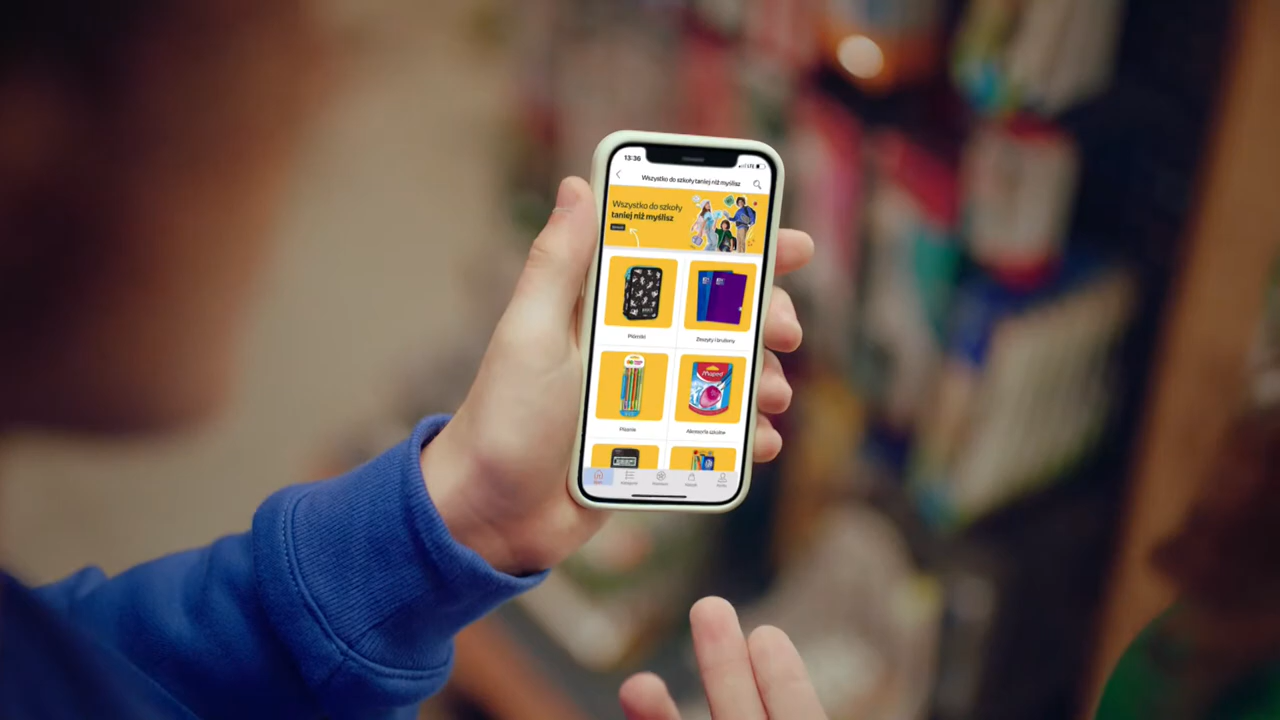 13:36
LTE
Wszystko do szkoły taniej niż myślisz
Wszystko do szkoły
taniej niż myślisz
Piórniki
Zeszyty i bruliony
Maped
Pisanie
Akcesoria szkolne